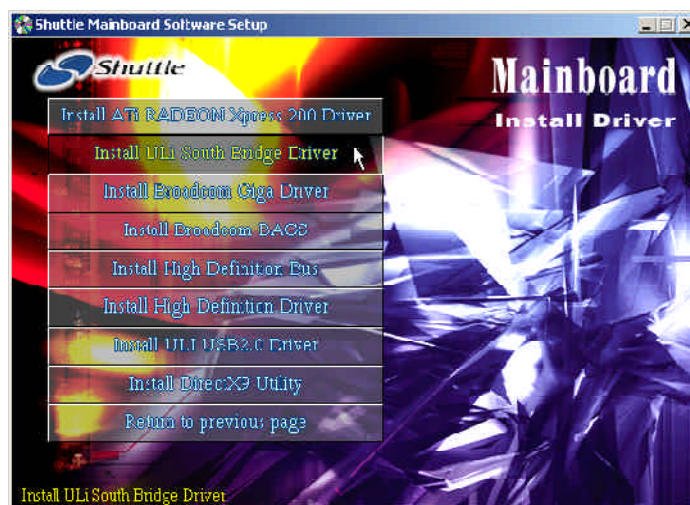 Shuttle Mainboard Software Setup
Shuttle
Mainboard
Install Driver
Install ATi RADEON Xpress 200 Driver
Install ULi South Bridge Driver
Install Broadcom Giga Driver
Install Broadcom BACS
Install High Definition Bus
Install High Definition Driver
Install ULI USB2.0 Driver
Install DirectX9 Utility
Return to previous page
Install ULi South Bridge Driver